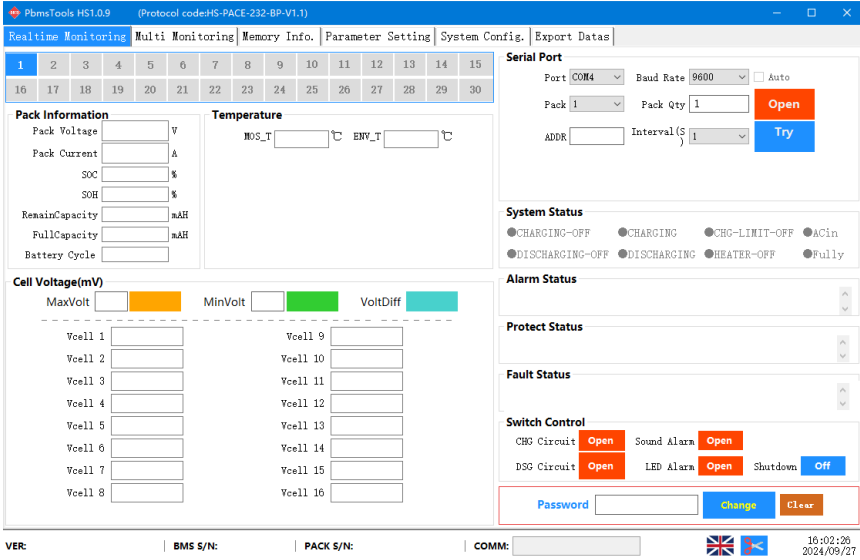 PbmsTools HS1.0.9 (Protocol code:HS-PACE-232-BP-V1.1)
Realtime Monitoring Multi Monitoring Memory Info. Parameter Setting System Config. Export Datas
1 2 3 4 5 6 7 8 9 10 11 12 13 14 15
16 17 18 19 20 21 22 23 24 25 26 27 28 29 30
Pack Information
Pack Voltage V
Pack Current A
SOC %
SOH %
RemainCapacity mAH
FullCapacity mAH
Battery Cycle
Temperature
MOS_T ℃ ENV_T ℃
Cell Voltage(mV)
MaxVolt MinVolt VoltDiff
Vcell 1 Vcell 9
Vcell 2 Vcell 10
Vcell 3 Vcell 11
Vcell 4 Vcell 12
Vcell 5 Vcell 13
Vcell 6 Vcell 14
Vcell 7 Vcell 15
Vcell 8 Vcell 16
Serial Port
Port COM4 Baud Rate 9600 Auto
Pack 1 Pack Qty 1 Open
ADDR Interval(S) 1 Try
System Status
CHARGING-OFF CHARGING CHG-LIMIT-OFF ACin
DISCHARGING-OFF DISCHARGING HEATER-OFF Fully
Alarm Status
Protect Status
Fault Status
Switch Control
CHG Circuit Open Sound Alarm Open
DSG Circuit Open LED Alarm Open Shutdown Off
Password Change Clear
VER: BMS S/N: PACK S/N: COMM: 16:02:26
2024/09/27